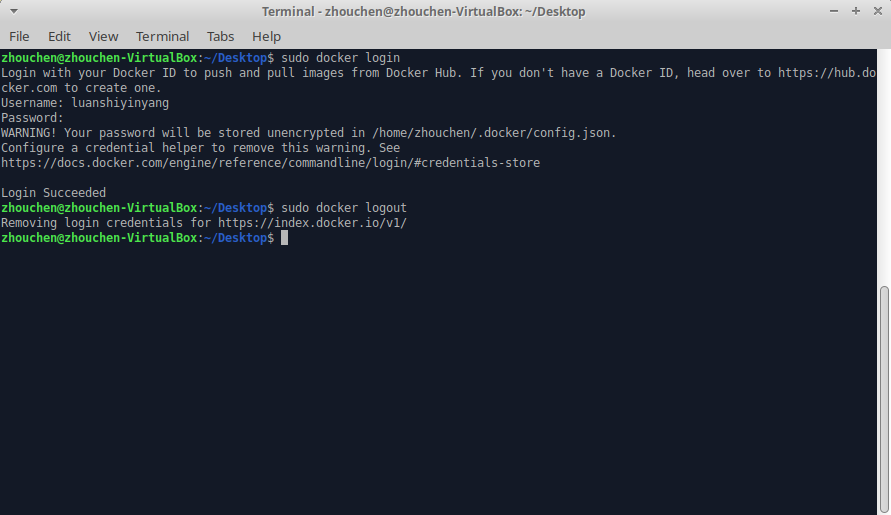 Terminal - zhouchen@zhouchen-VirtualBox: ~/Desktop
File Edit View Terminal Tabs Help
zhouchen@zhouchen-VirtualBox:~/Desktop$ sudo docker login
Login with your Docker ID to push and pull images from Docker Hub. If you don't have a Docker ID, head over to https://hub.do
cker.com to create one.
Username: luanshiyinyang
Password:
WARNING! Your password will be stored unencrypted in /home/zhouchen/.docker/config.json.
Configure a credential helper to remove this warning. See
https://docs.docker.com/engine/reference/commandline/login/#credentials-store
Login Succeeded
zhouchen@zhouchen-VirtualBox:~/Desktop$ sudo docker logout
Removing login credentials for https://index.docker.io/v1/
zhouchen@zhouchen-VirtualBox:~/Desktop$